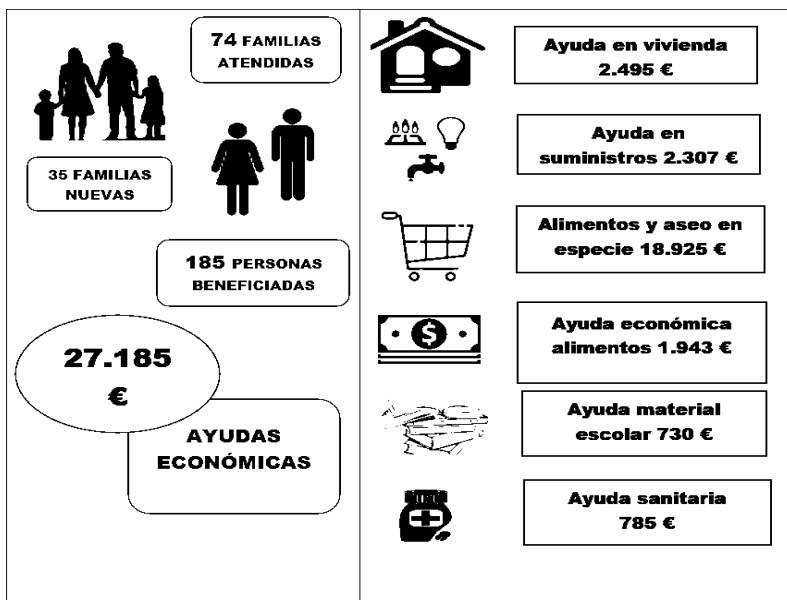 74 FAMILIAS
ATENDIDAS
35 FAMILIAS
NUEVAS
185 PERSONAS
BENEFICIADAS
27.185
€
AYUDAS
ECONÓMICAS
Ayuda en vivienda
2.495 €
Ayuda en
suministros 2.307 €
Alimentos y aseo en
especie 18.925 €
$
Ayuda económica
alimentos 1.943 €
Ayuda material
escolar 730 €
Ayuda sanitaria
785 €